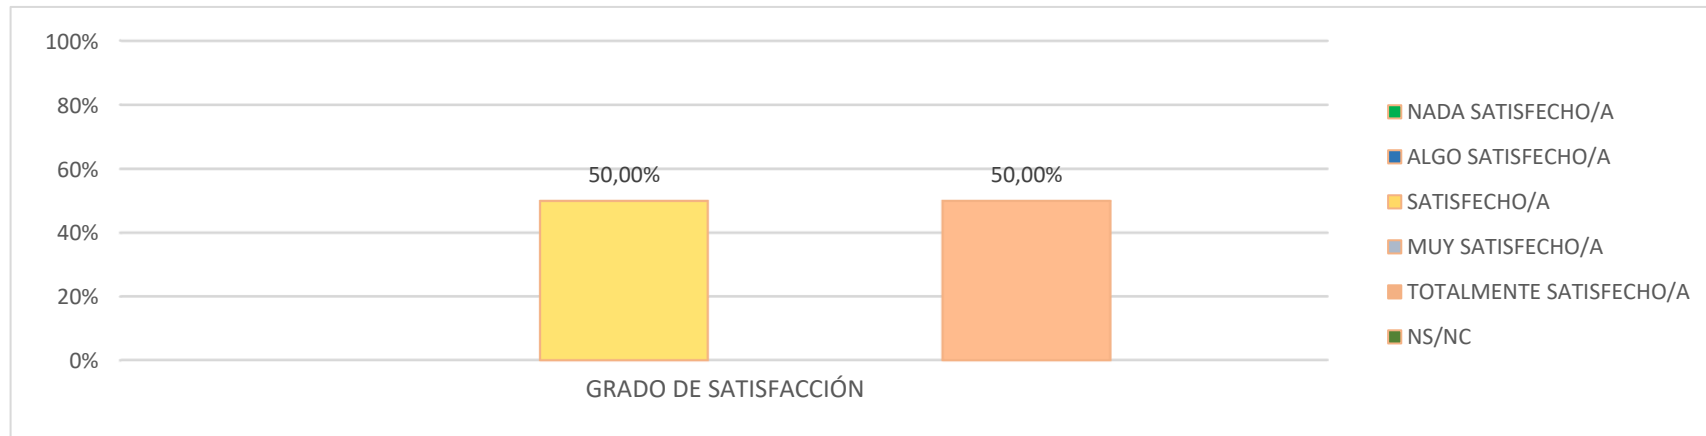 100%
80%
60%
40%
20%
0%
50,00%
50,00%
GRADO DE SATISFACCIÓN
NADA SATISFECHO/A
ALGO SATISFECHO/A
SATISFECHO/A
MUY SATISFECHO/A
TOTALMENTE SATISFECHO/A
NS/NC